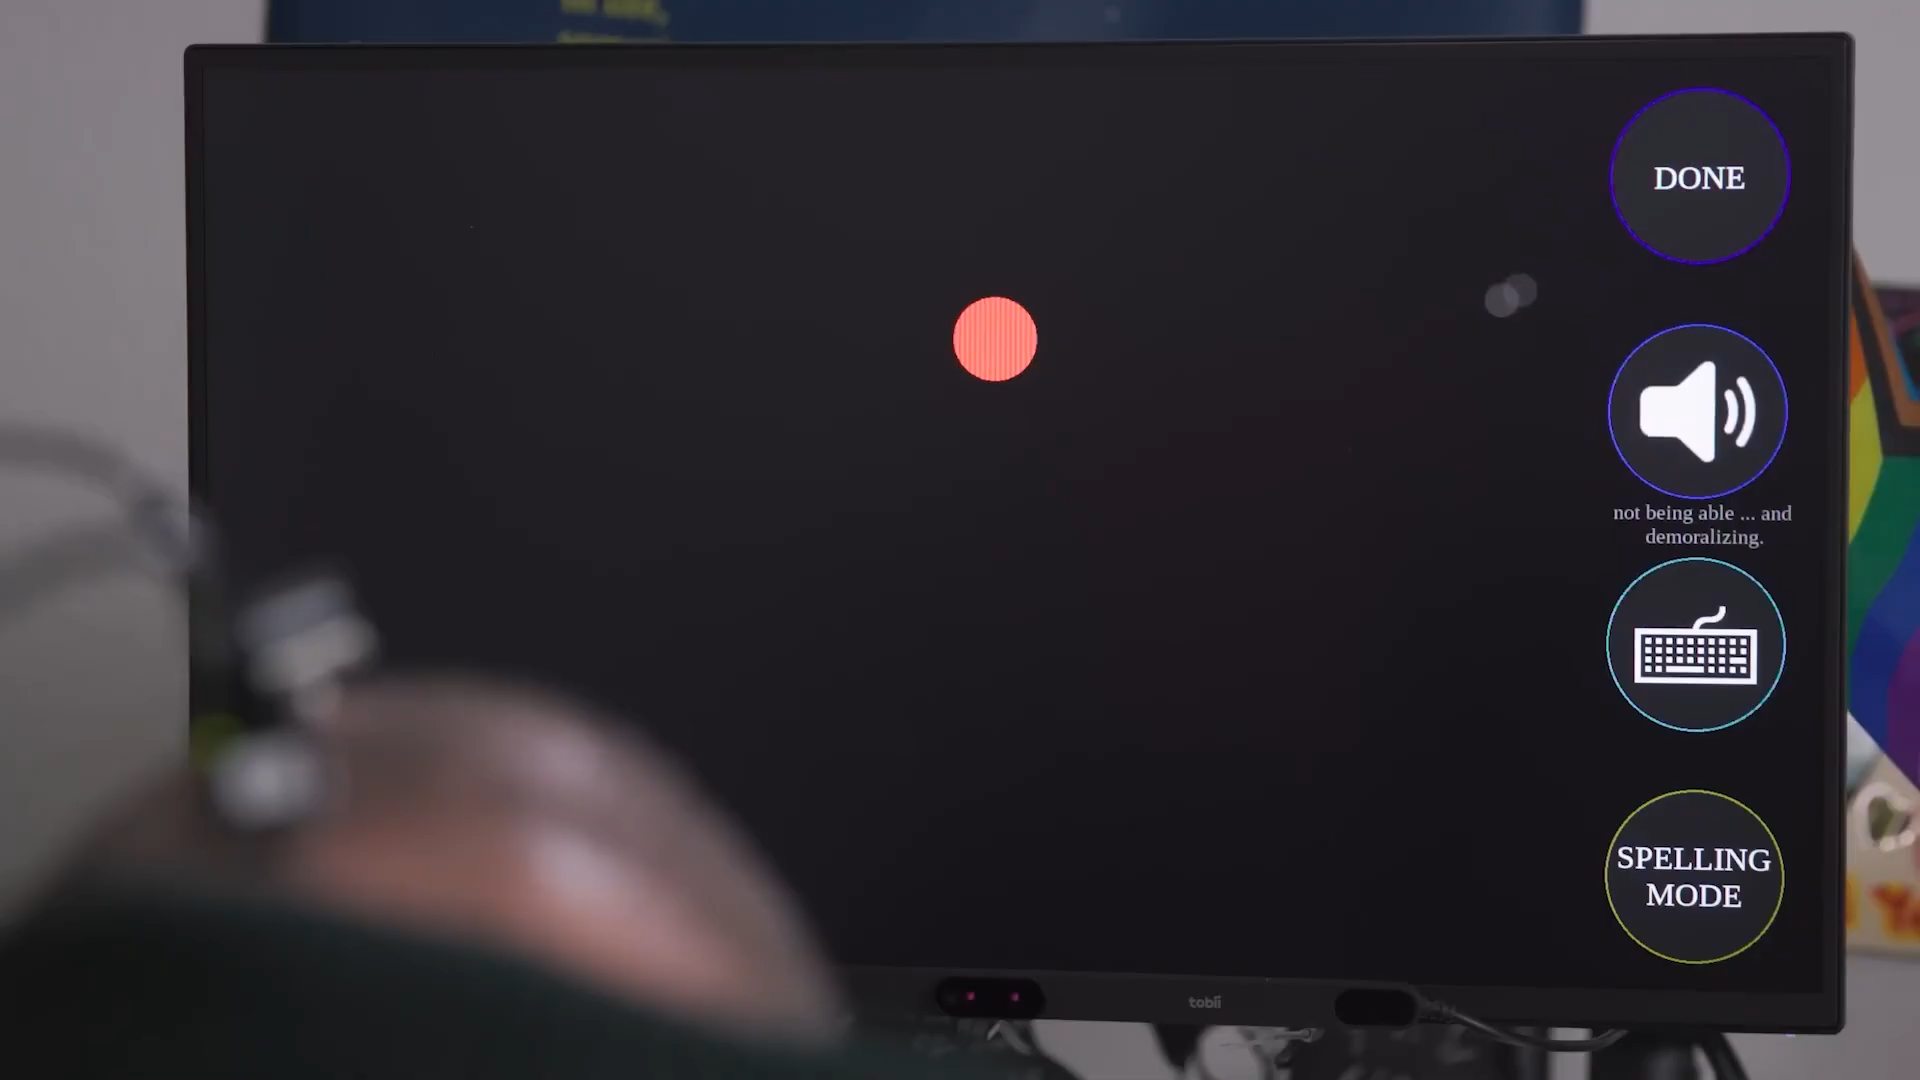 DONE
not being able ... and
demoralizing.
SPELLING
MODE
tobii